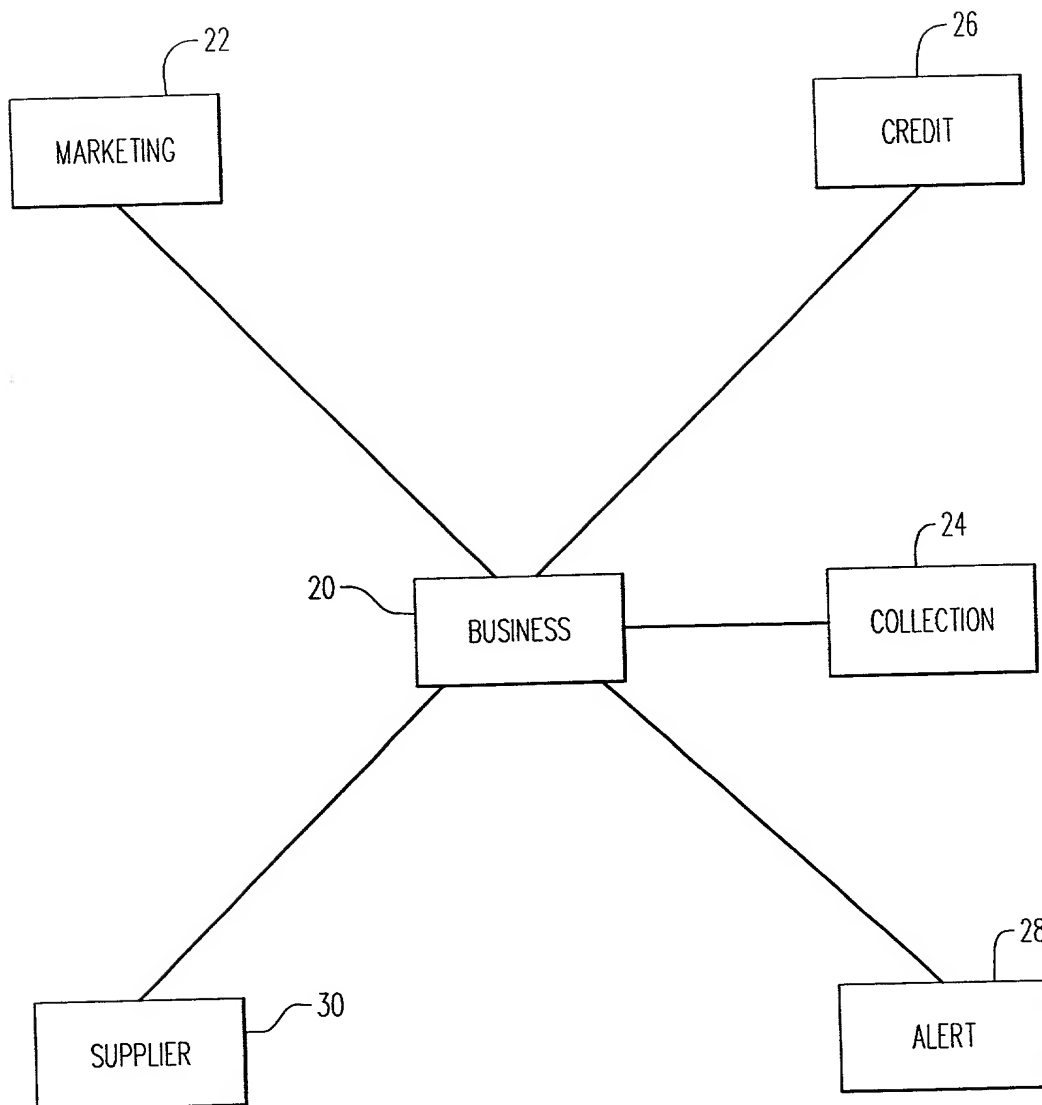 22
26
MARKETING
CREDIT
24
20
BUSINESS
COLLECTION
28
30
SUPPLIER
ALERT